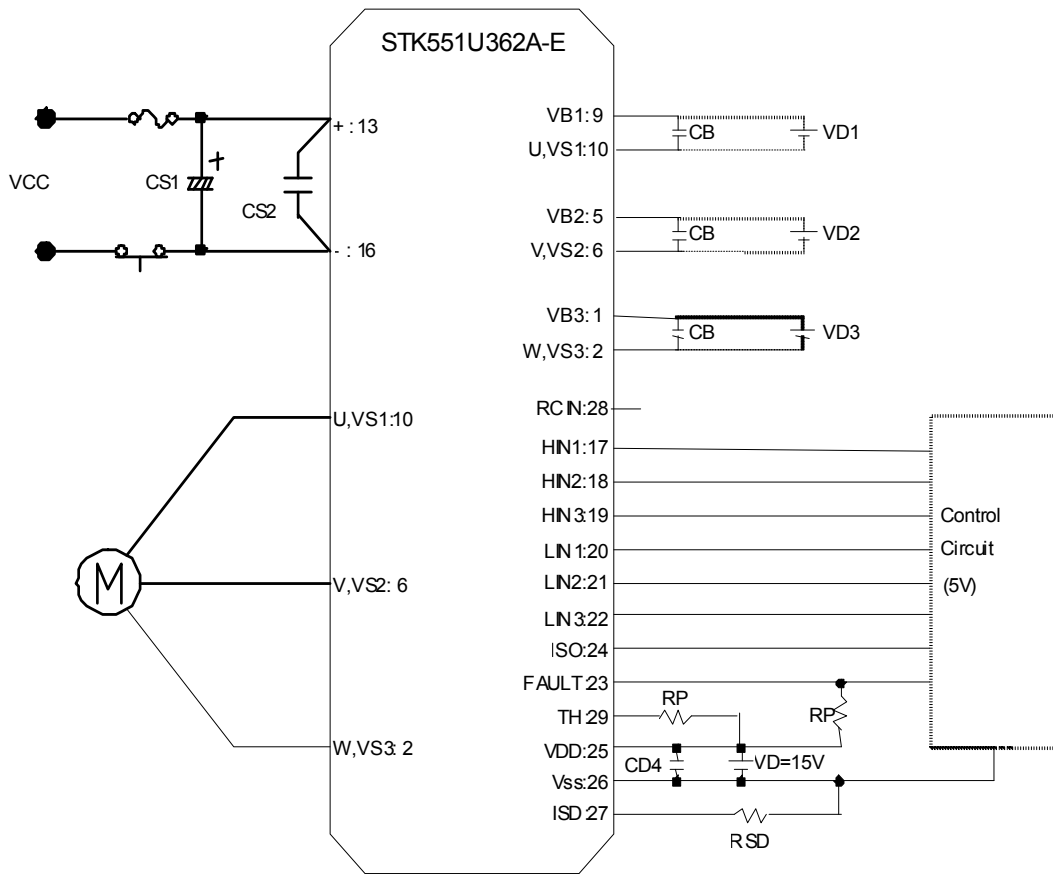 STK551U362A-E
VCC
CS1
+
CS2
+ : 13
- : 16
U,VS1:10
V,VS2: 6
W,VS3: 2
M
VB1: 9
U,VS1:10
CB
VD1
VB2: 5
V,VS2: 6
CB
VD2
VB3: 1
W,VS3: 2
CB
VD3
RCIN:28
HIN1:17
HIN2:18
HIN3:19
LIN1:20
LIN2:21
LIN3:22
ISO:24
FAULT:23
TH:29
VDD:25
Vss:26
ISD:27
RP
RP
CD4
VD=15V
RSD
Control
Circuit
(5V)